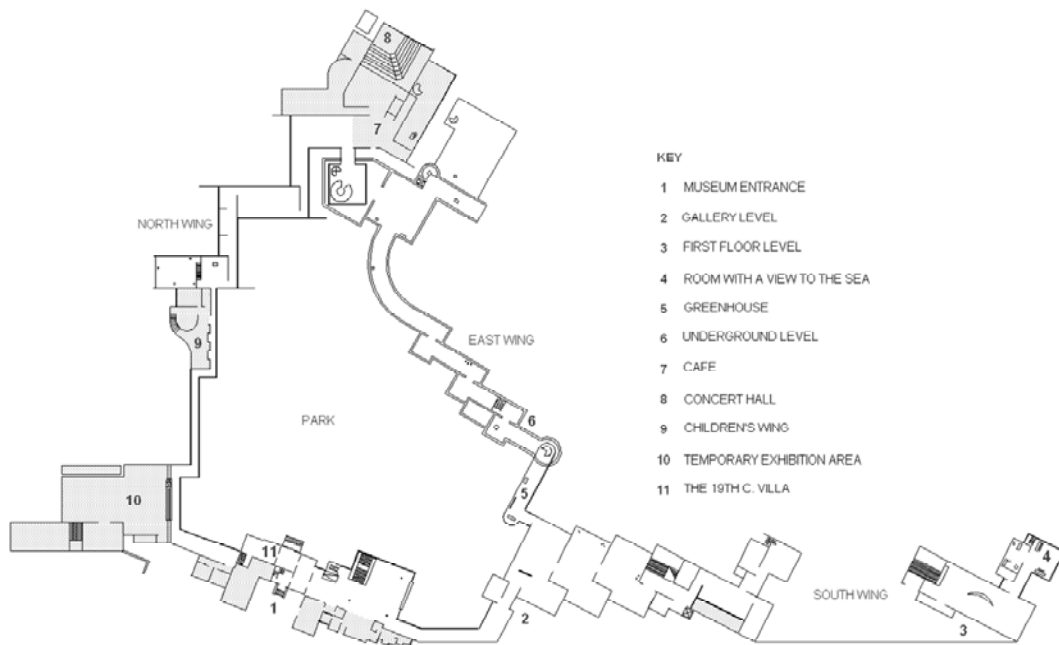 8
7
KEY
1 MUSEUM ENTRANCE
2 GALLERY LEVEL
NORTH WING
3 FIRST FLOOR LEVEL
4 ROOM WITH A VIEW TO THE SEA
5 GREENHOUSE
9
EAST WING
6 UNDERGROUND LEVEL
7 CAFE
8 CONCERT HALL
PARK
6
9 CHILDREN'S WING
10 TEMPORARY EXHIBITION AREA
11 THE 19TH C. VILLA
5
10
11
4
1
2
SOUTH WING
3